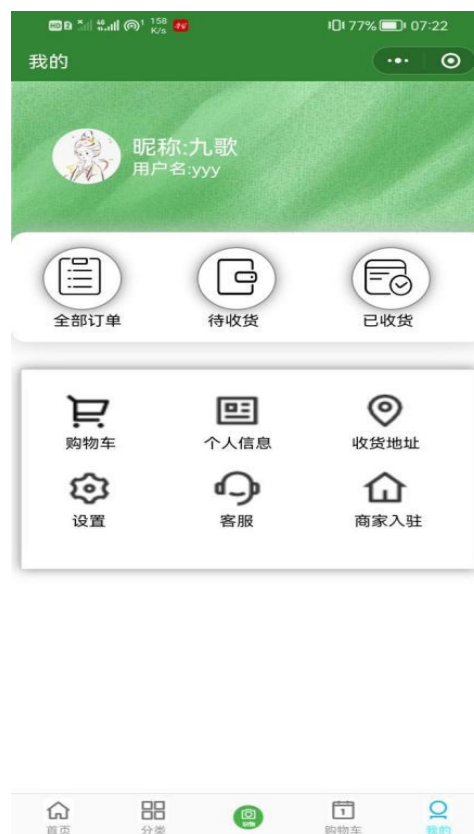 158
K/s
77%
07:22
我的
昵称:九歌
用户名:yyy
全部订单
待收货
已收货
购物车
个人信息
收货地址
设置
客服
商家入驻
首页
分类
购物车
我的